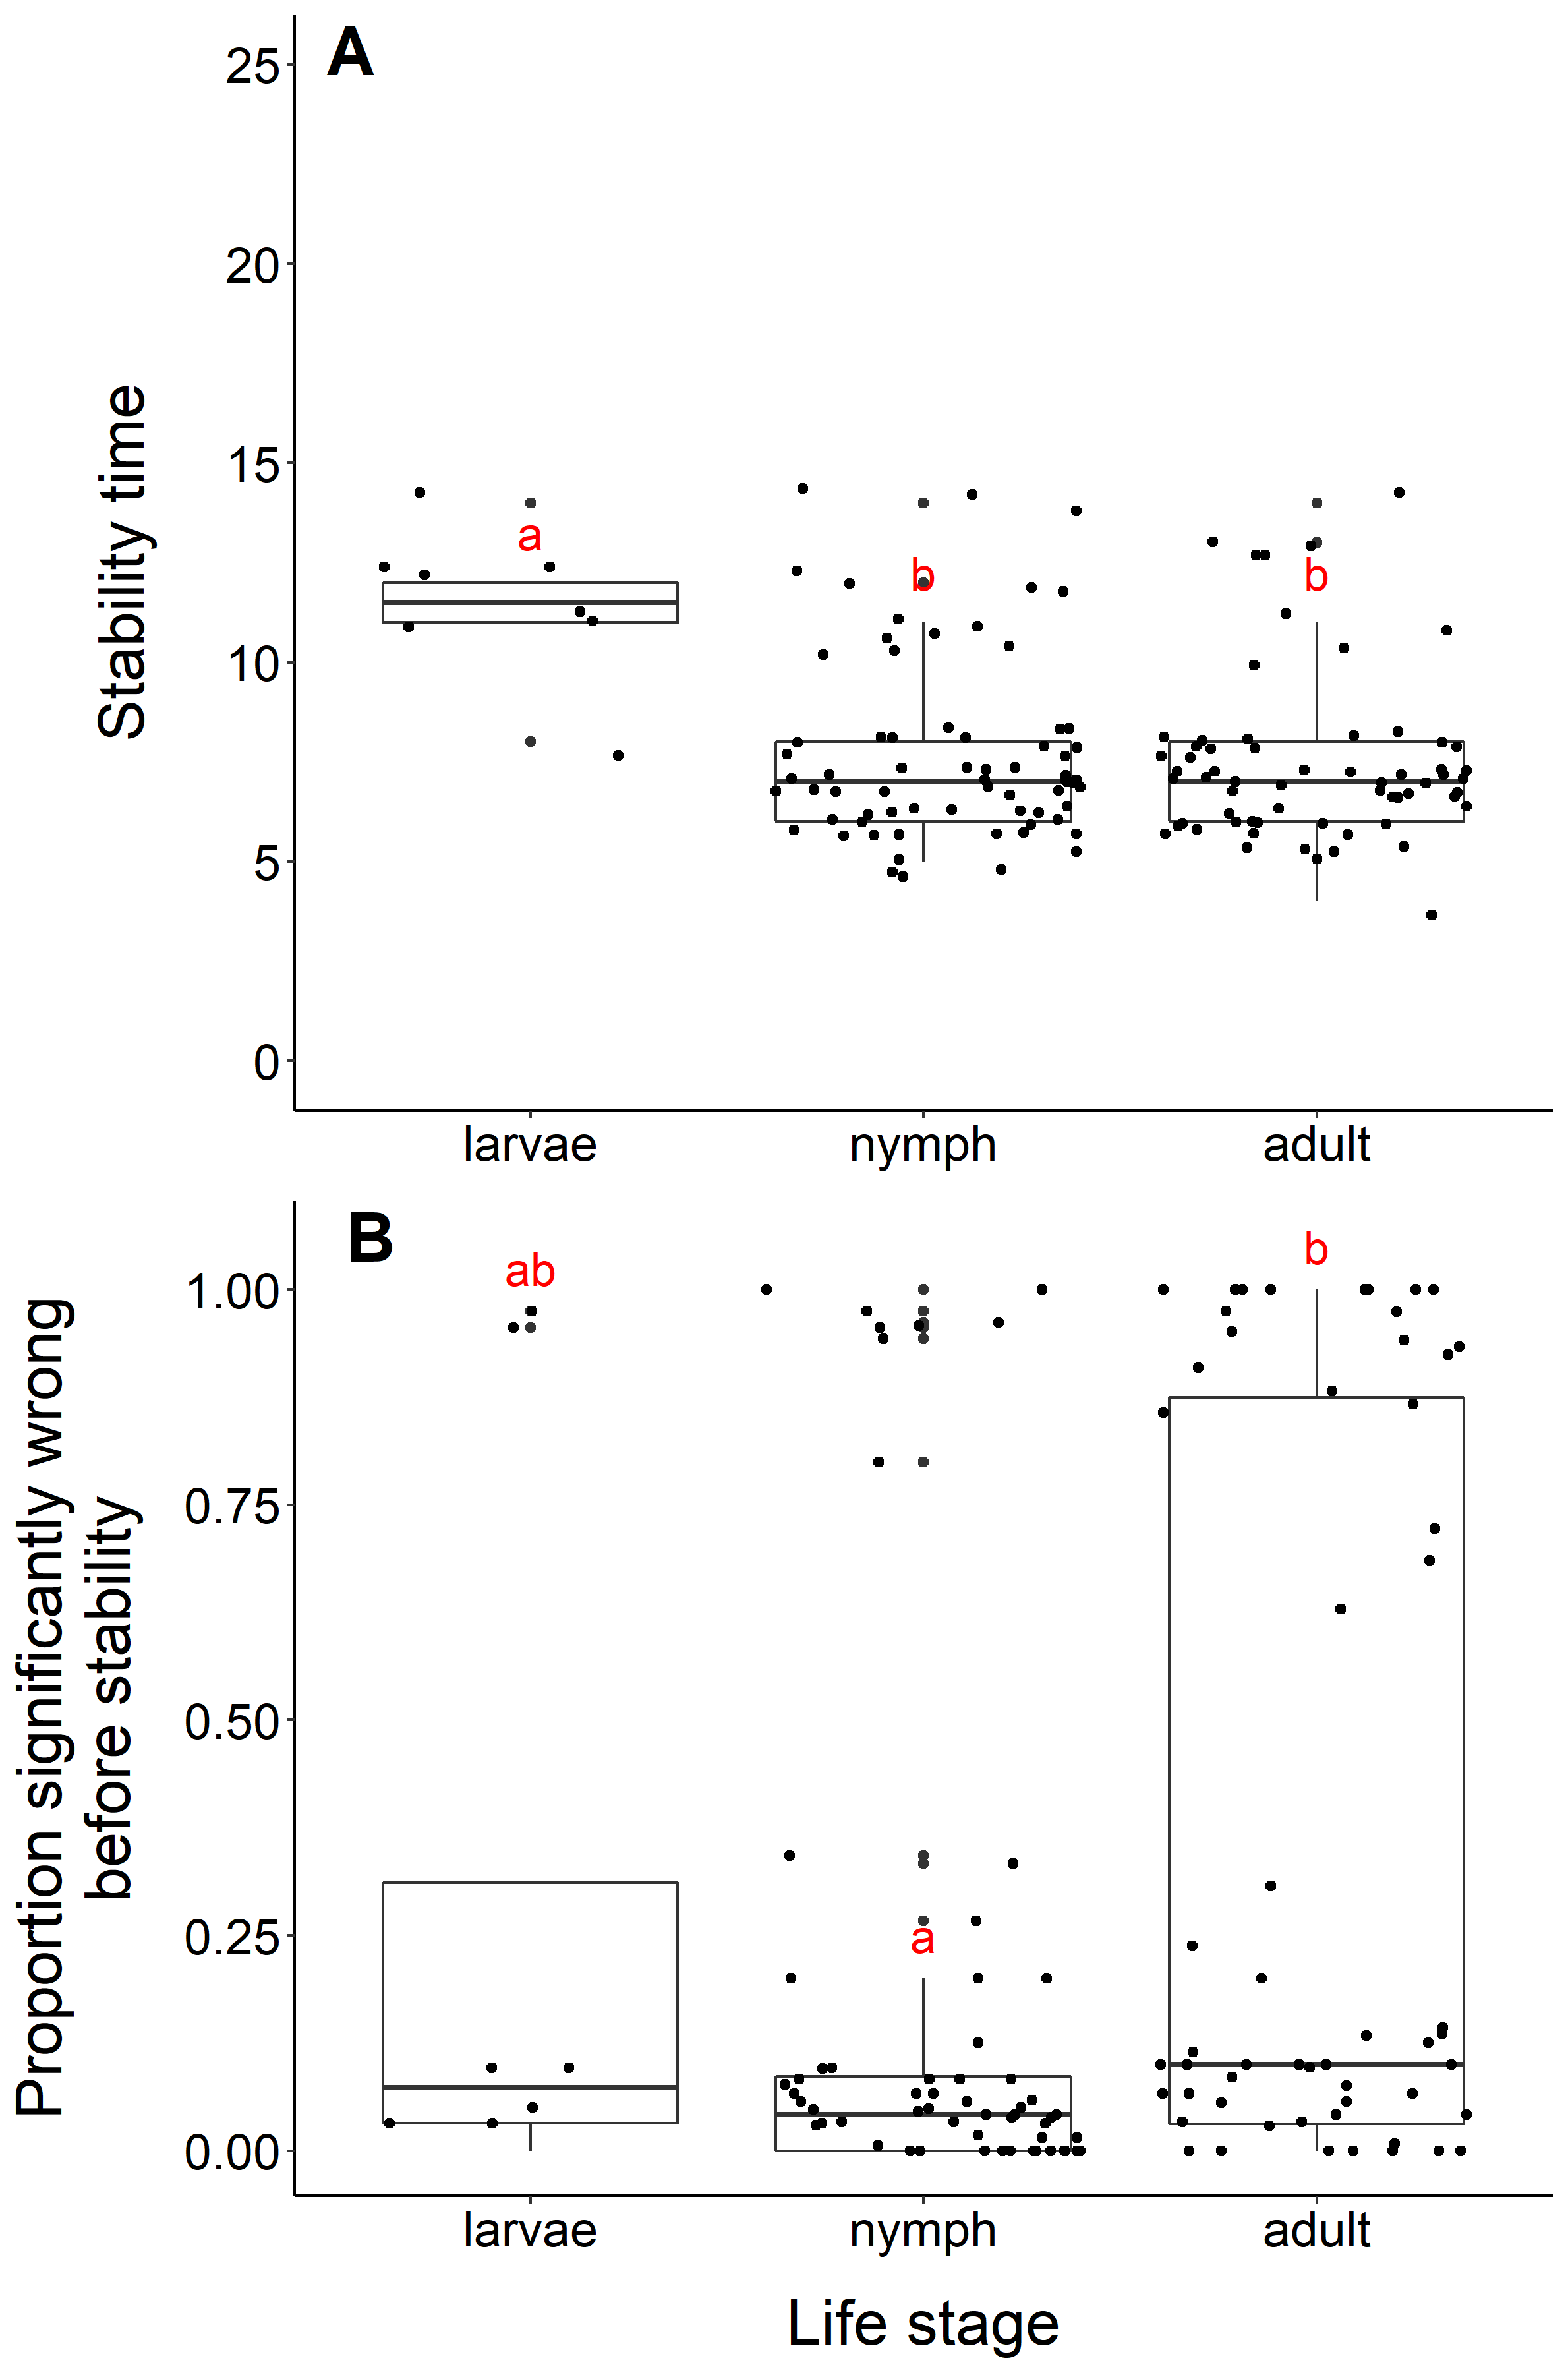 A
25
20
15
10
5
0
Stability time
a
b
b
larvae nymph adult
B
1.00
0.75
0.50
0.25
0.00
Proportion significantly wrong
before stability
ab
a
b
larvae nymph adult
Life stage